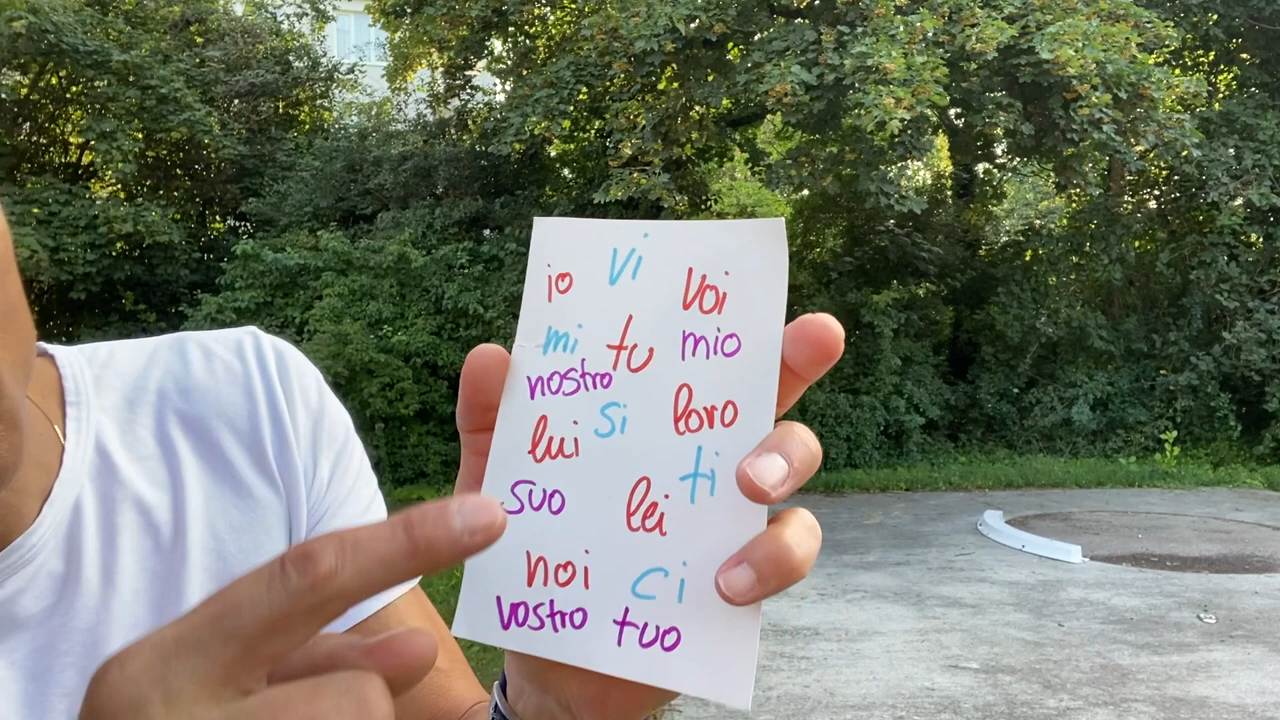 io vi voi
mi tu mio
nostro
lui si loro
suo lei ti
noi ci
vostro tuo